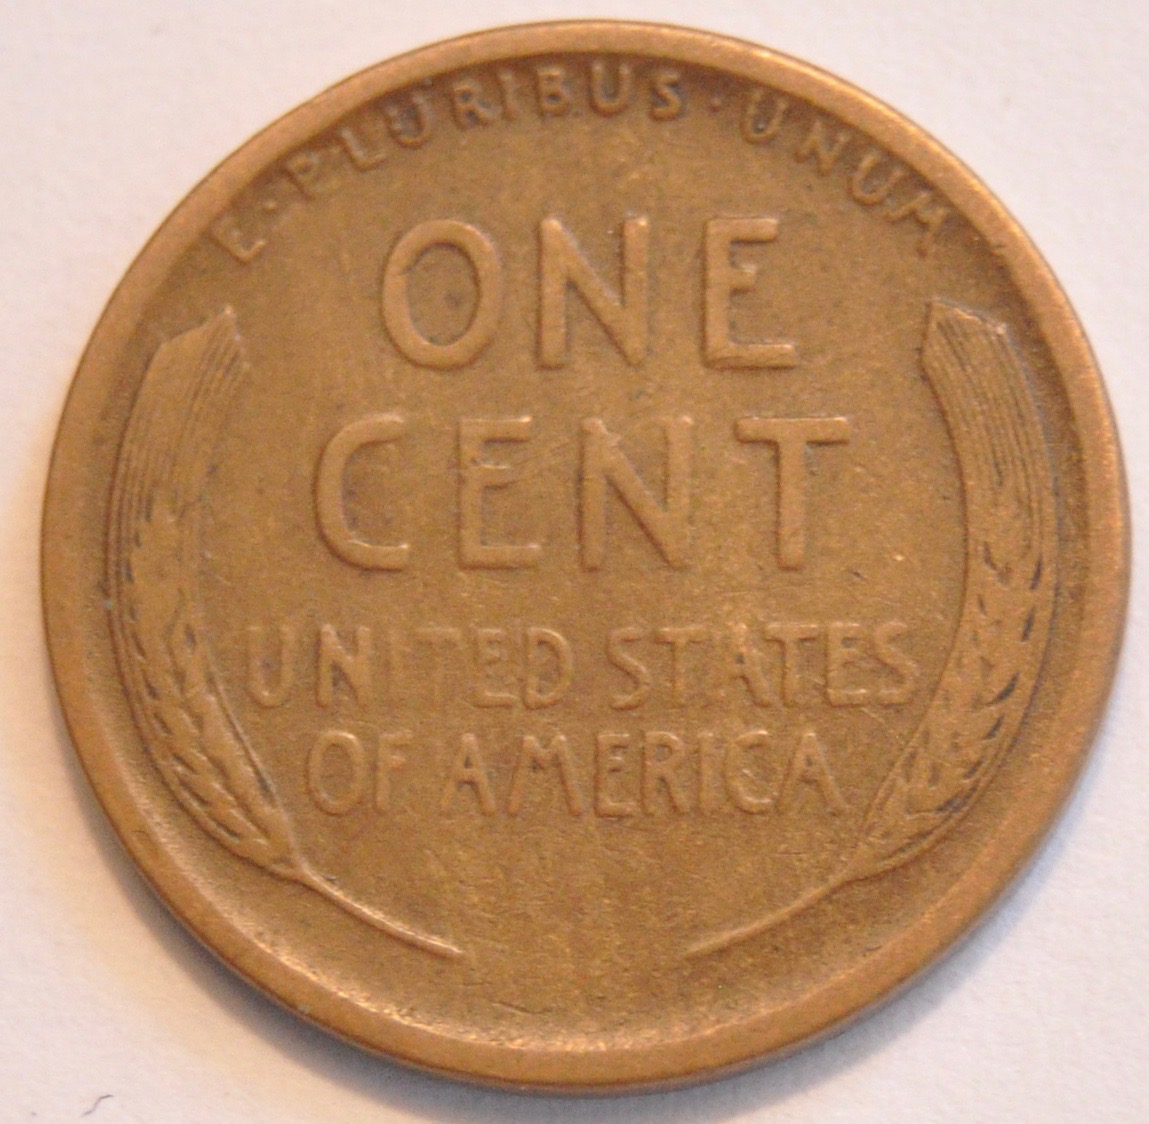 E · PLURIBUS · UNUM
ONE
CENT
UNITED STATES
OF AMERICA